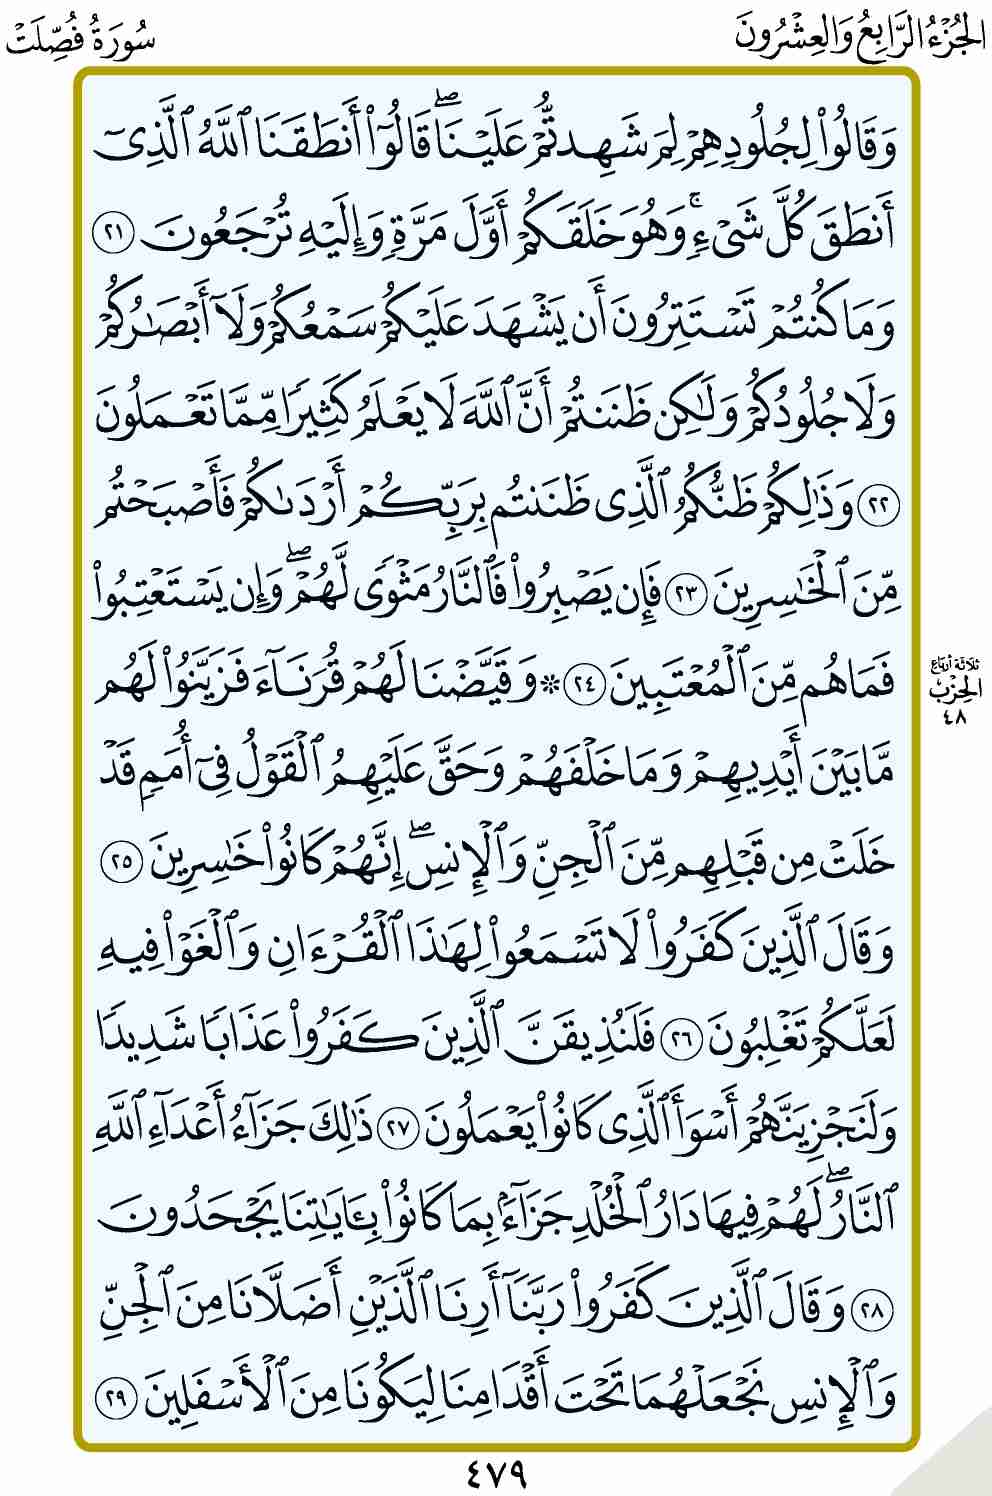 الجُزْءُ الرَّابِعُ وَالعِشْرُونَ
سُورَةُ فُصِّلَتْ
وَقَالُوا۟ لِجُلُودِهِمْ لِمَ شَهِدتُّمْ عَلَيْنَا ۖ قَالُوٓا۟ أَنطَقَنَا ٱللَّهُ ٱلَّذِىٓ
أَنطَقَ كُلَّ شَىْءٍ ۚ وَهُوَ خَلَقَكُمْ أَوَّلَ مَرَّةٍ وَإِلَيْهِ تُرْجَعُونَ ٢١
وَمَا كُنتُمْ تَسْتَتِرُونَ أَن يَشْهَدَ عَلَيْكُمْ سَمْعُكُمْ وَلَآ أَبْصَٰرُكُمْ
وَلَا جُلُودُكُمْ وَلَٰكِن ظَنَنتُمْ أَنَّ ٱللَّهَ لَا يَعْلَمُ كَثِيرًا مِّمَّا تَعْمَلُونَ
٢٢ وَذَٰلِكُمْ ظَنُّكُمُ ٱلَّذِى ظَنَنتُم بِرَبِّكُمْ أَرْدَىٰكُمْ فَأَصْبَحْتُم
مِّنَ ٱلْخَٰسِرِينَ ٢٣ فَإِن يَصْبِرُوا۟ فَٱلنَّارُ مَثْوًى لَّهُمْ ۖ وَإِن يَسْتَعْتِبُوا۟
فَمَا هُم مِّنَ ٱلْمُعْتَبِينَ ٢٤ ۞ وَقَيَّضْنَا لَهُمْ قُرَنَآءَ فَزَيَّنُوا۟ لَهُم
ثلاثة أرباع
الحِزْب
٤٨
مَّا بَيْنَ أَيْدِيهِمْ وَمَا خَلْفَهُمْ وَحَقَّ عَلَيْهِمُ ٱلْقَوْلُ فِىٓ أُمَمٍ قَدْ
خَلَتْ مِن قَبْلِهِم مِّنَ ٱلْجِنِّ وَٱلْإِنسِ ۖ إِنَّهُمْ كَانُوا۟ خَٰسِرِينَ ٢٥
وَقَالَ ٱلَّذِينَ كَفَرُوا۟ لَا تَسْمَعُوا۟ لِهَٰذَا ٱلْقُرْءَانِ وَٱلْغَوْا۟ فِيهِ
لَعَلَّكُمْ تَغْلِبُونَ ٢٦ فَلَنُذِيقَنَّ ٱلَّذِينَ كَفَرُوا۟ عَذَابًا شَدِيدًا
وَلَنَجْزِيَنَّهُمْ أَسْوَأَ ٱلَّذِى كَانُوا۟ يَعْمَلُونَ ٢٧ ذَٰلِكَ جَزَآءُ أَعْدَآءِ ٱللَّهِ
ٱلنَّارُ ۖ لَهُمْ فِيهَا دَارُ ٱلْخُلْدِ جَزَآءًۢ بِمَا كَانُوا۟ بِـَٔايَٰتِنَا يَجْحَدُونَ
٢٨ وَقَالَ ٱلَّذِينَ كَفَرُوا۟ رَبَّنَآ أَرِنَا ٱلَّذَيْنِ أَضَلَّانَا مِنَ ٱلْجِنِّ
وَٱلْإِنسِ نَجْعَلْهُمَا تَحْتَ أَقْدَامِنَا لِيَكُونَا مِنَ ٱلْأَسْفَلِينَ ٢٩
٤٧٩